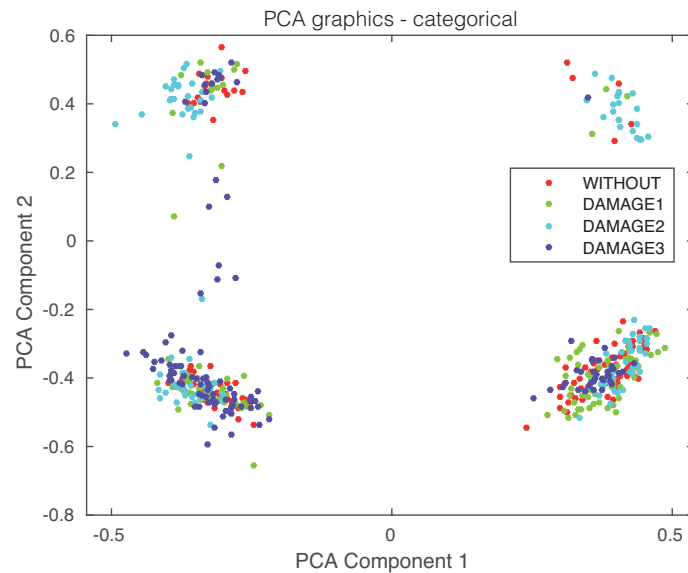 PCA graphics - categorical
0.6
0.4
0.2
0
-0.2
-0.4
-0.6
-0.8
PCA Component 2
WITHOUT
DAMAGE1
DAMAGE2
DAMAGE3
-0.5
0
0.5
PCA Component 1